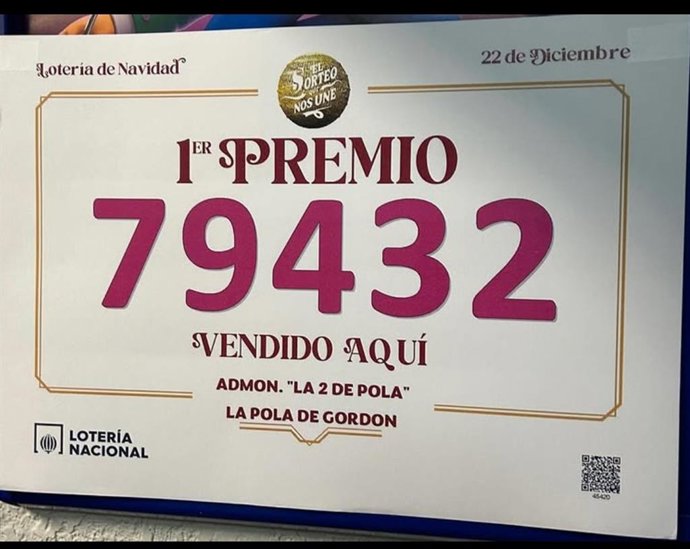 Lotería de Navidad
22 de Diciembre
EL
SORTEO
NOS UNE
1ER PREMIO
79432
VENDIDO AQUÍ
ADMON. "LA 2 DE POLA"
LA POLA DE GORDON
LOTERÍA
NACIONAL
45420